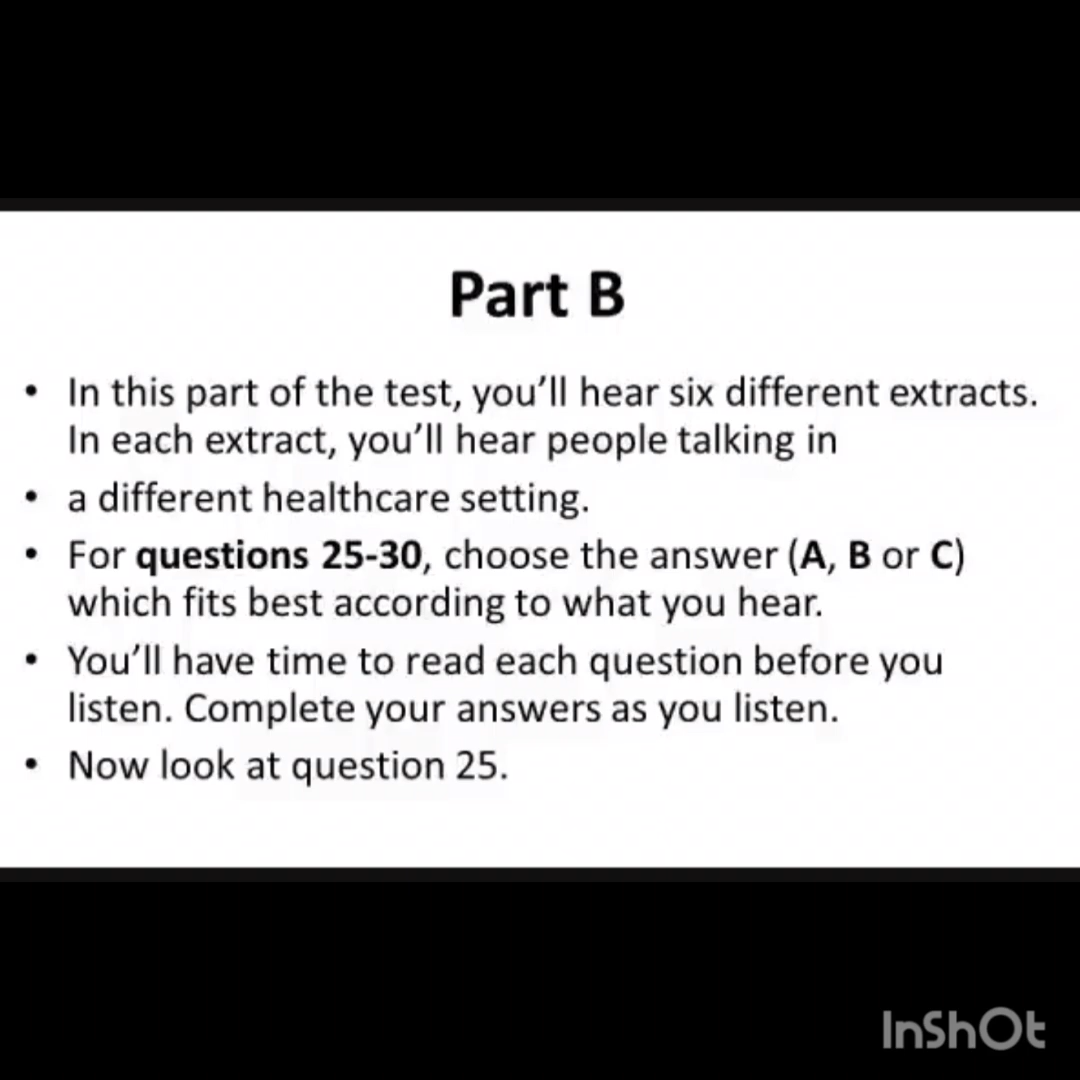 Part B
• In this part of the test, you’ll hear six different extracts.
In each extract, you’ll hear people talking in
• a different healthcare setting.
• For questions 25-30, choose the answer (A, B or C)
which fits best according to what you hear.
• You’ll have time to read each question before you
listen. Complete your answers as you listen.
• Now look at question 25.
InShOt